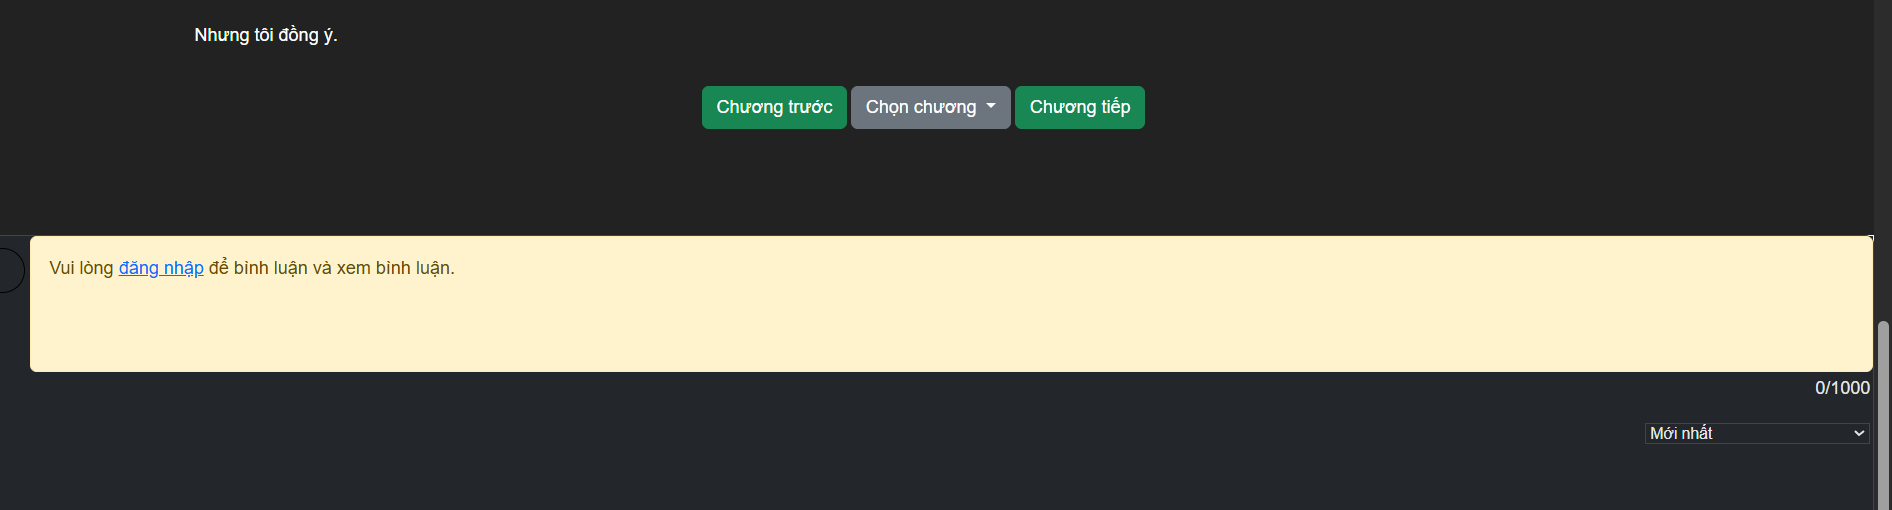 Nhưng tôi đồng ý.
Chương trước Chọn chương Chương tiếp
Vui lòng đăng nhập để bình luận và xem bình luận.
0/1000
Mới nhất